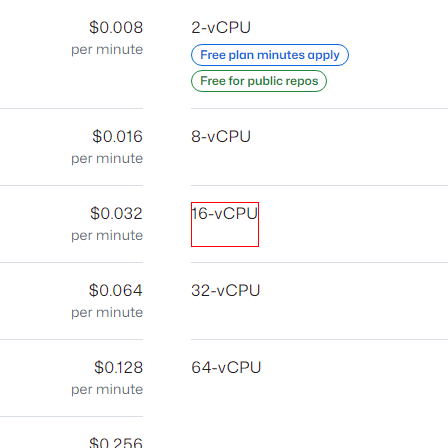 $0.008 2-vCPU
per minute Free plan minutes apply
Free for public repos
$0.016 8-vCPU
per minute
$0.032 16-vCPU
per minute
$0.064 32-vCPU
per minute
$0.128 64-vCPU
per minute
$0.256